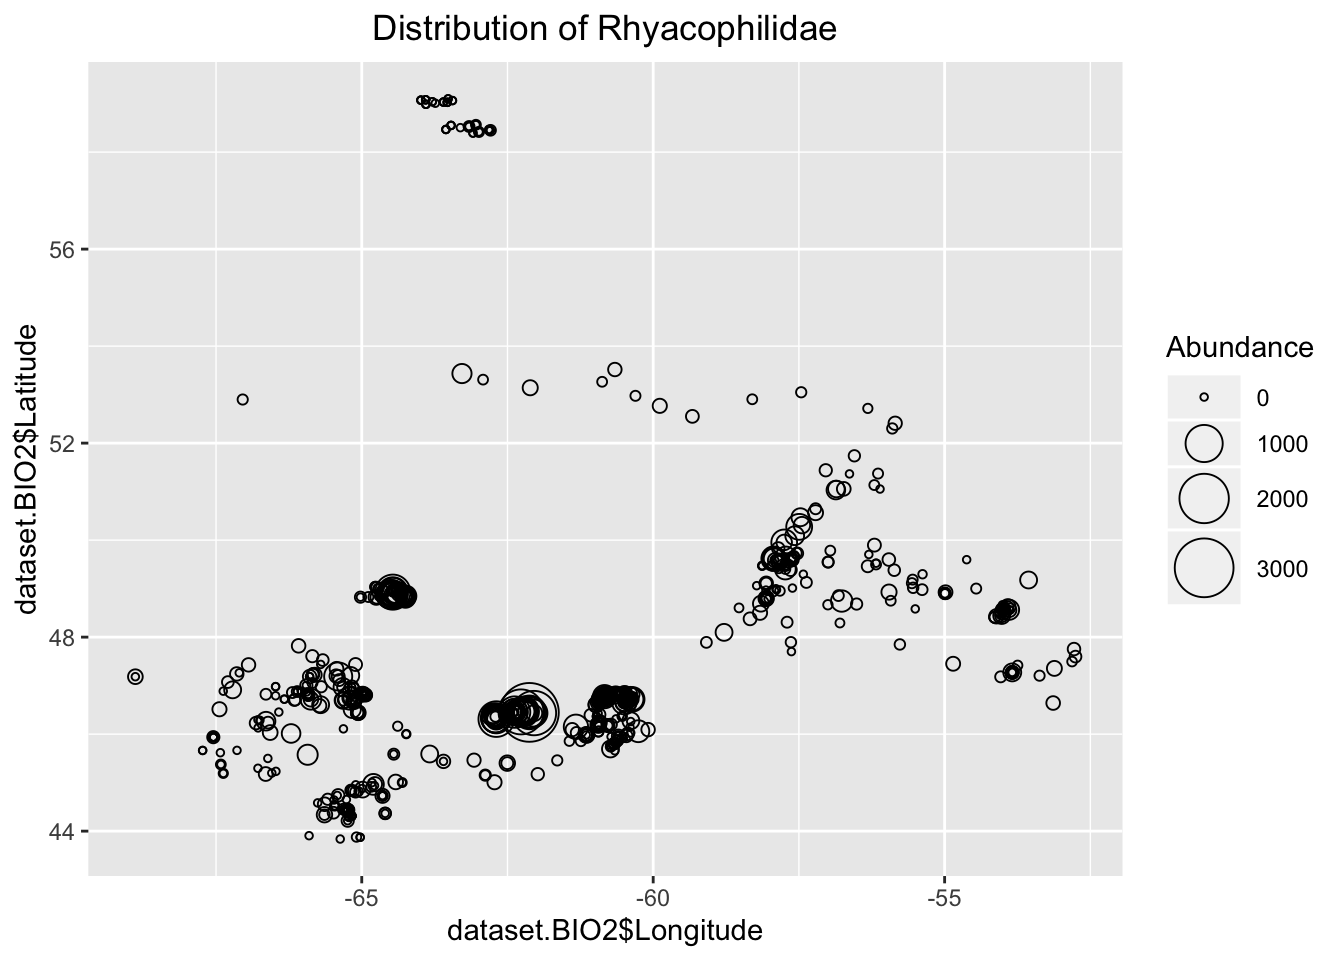 Distribution of Rhyacophilidae
dataset.BIO2$Latitude
56
52
48
44
-65
-60
-55
dataset.BIO2$Longitude
Abundance
0
1000
2000
3000